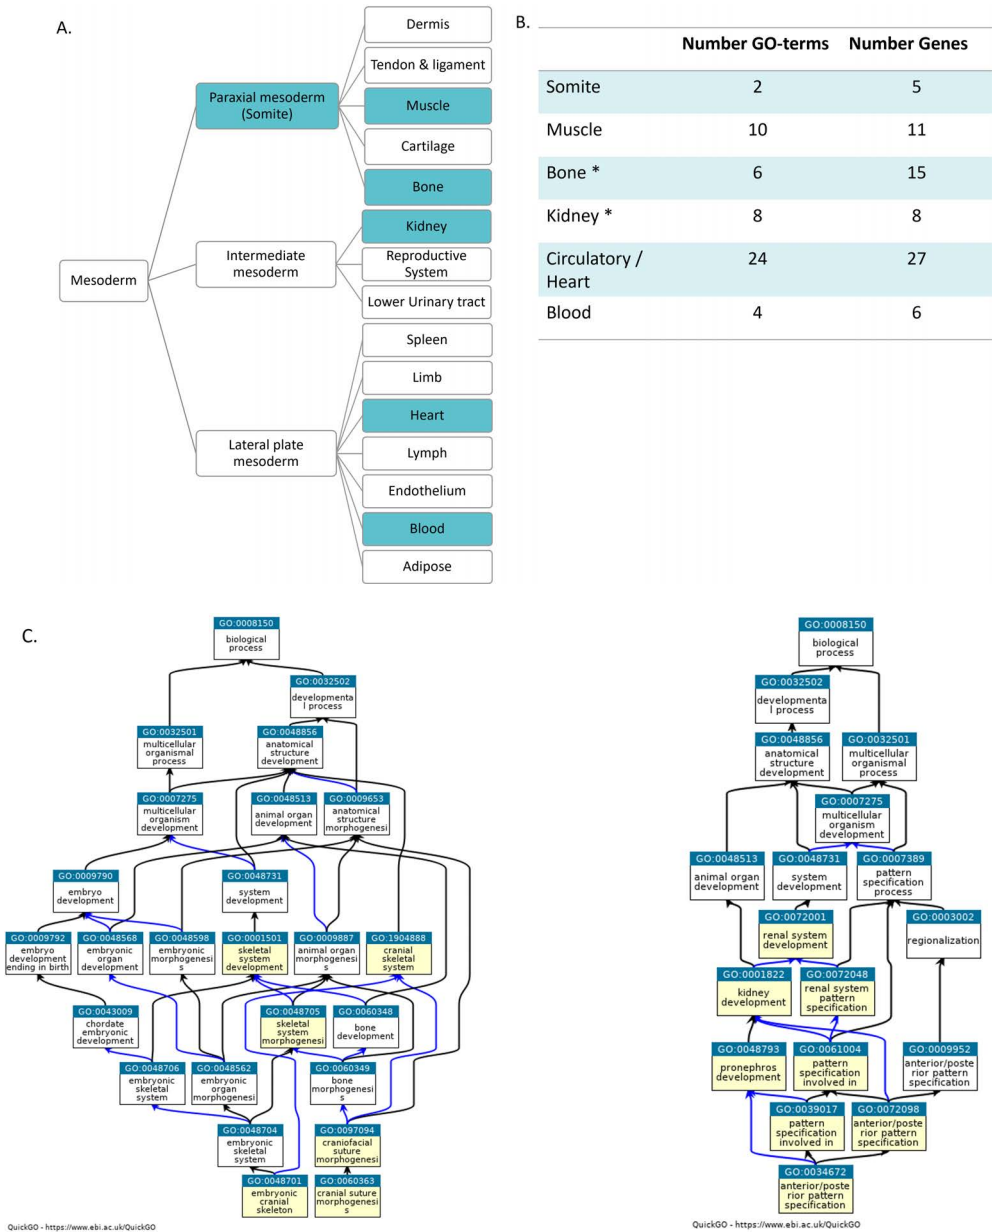 A.
Dermis
Tendon & ligament
Paraxial mesoderm
(Somite)
Muscle
Cartilage
Bone
Kidney
Intermediate
mesoderm
Reproductive
System
Mesoderm
Lower Urinary tract
Spleen
Limb
Heart
Lateral plate
mesoderm
Lymph
Endothelium
Blood
Adipose
B.
Number GO-terms Number Genes
Somite 2 5
Muscle 10 11
Bone * 6 15
Kidney * 8 8
Circulatory / 24 27
Heart
Blood 4 6
C.
GO:0008150
biological
process
GO:0032502
developmenta
l process
GO:0032501
multicellular
organismal
process
GO:0048856
anatomical
structure
development
GO:0007275
multicellular
organism
development
GO:0048513
animal organ
development
GO:0009653
anatomical
structure
morphogenesi
GO:0009790
embryo
development
GO:0048731
system
development
GO:0009792
embryo
development
ending in birth
GO:0048568
embryonic
organ
development
GO:0048598
embryonic
morphogenesi
s
GO:0001501
skeletal
system
development
GO:0009887
animal organ
morphogenesi
s
GO:1904888
cranial
skeletal
system
GO:0043009
chordate
embryonic
development
GO:0048705
skeletal
system
morphogenesi
GO:0060348
bone
development
GO:0048706
embryonic
skeletal
system
GO:0048562
embryonic
organ
morphogenesi
GO:0060349
bone
morphogenesi
s
GO:0048704
embryonic
skeletal
system
GO:0097094
craniofacial
suture
morphogenesi
GO:0048701
embryonic
cranial
skeleton
GO:0060363
cranial suture
morphogenesi
s
QuickGO - https://www.ebi.ac.uk/QuickGO
GO:0008150
biological
process
GO:0032502
developmenta
l process
GO:0048856
anatomical
structure
development
GO:0032501
multicellular
organismal
process
GO:0007275
multicellular
organism
development
GO:0048513
animal organ
development
GO:0048731
system
development
GO:0007389
pattern
specification
process
GO:0072001
renal system
development
GO:0003002
regionalization
GO:0001822
kidney
development
GO:0072048
renal system
pattern
specification
GO:0048793
pronephros
development
GO:0061004
pattern
specification
involved in
GO:0009952
anterior/poste
rior pattern
specification
GO:0039017
pattern
specification
involved in
GO:0072098
anterior/poste
rior pattern
specification
GO:0034672
anterior/poste
rior pattern
specification
QuickGO - https://www.ebi.ac.uk/QuickGO